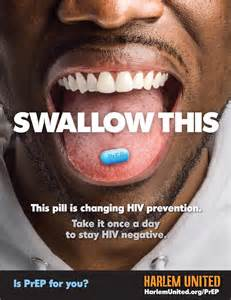 SWALLOW THIS
PrEP
This pill is changing HIV prevention.
Take it once a day
to stay HIV negative.
Is PrEP for you?
HARLEM UNITED
HarlemUnited.org/PrEP